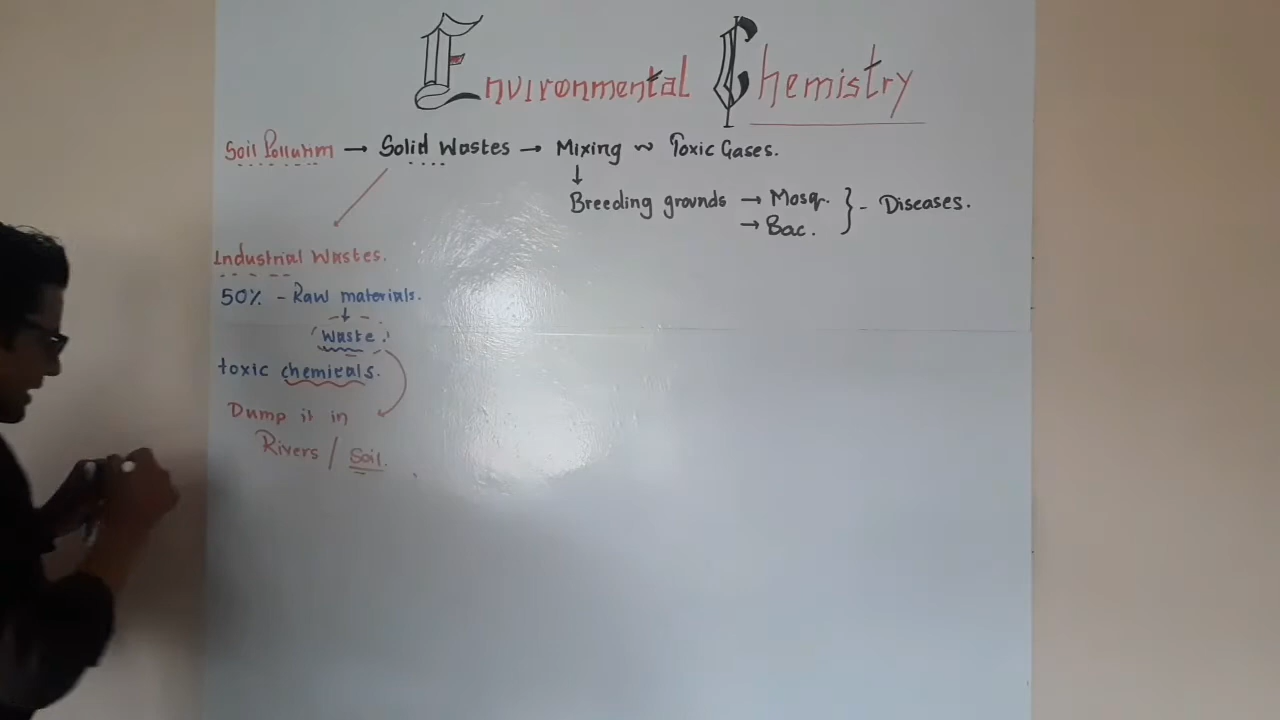 Environmental Chemistry
Soil Pollution → Solid Wastes → Mixing ~ Toxic Gases.
↓
Breeding grounds → Mosq. } - Diseases.
→ Bac.
Industrial Wastes.
50% - Raw materials.
↓
Waste.
toxic chemicals.
Dump it in
Rivers / Soil.